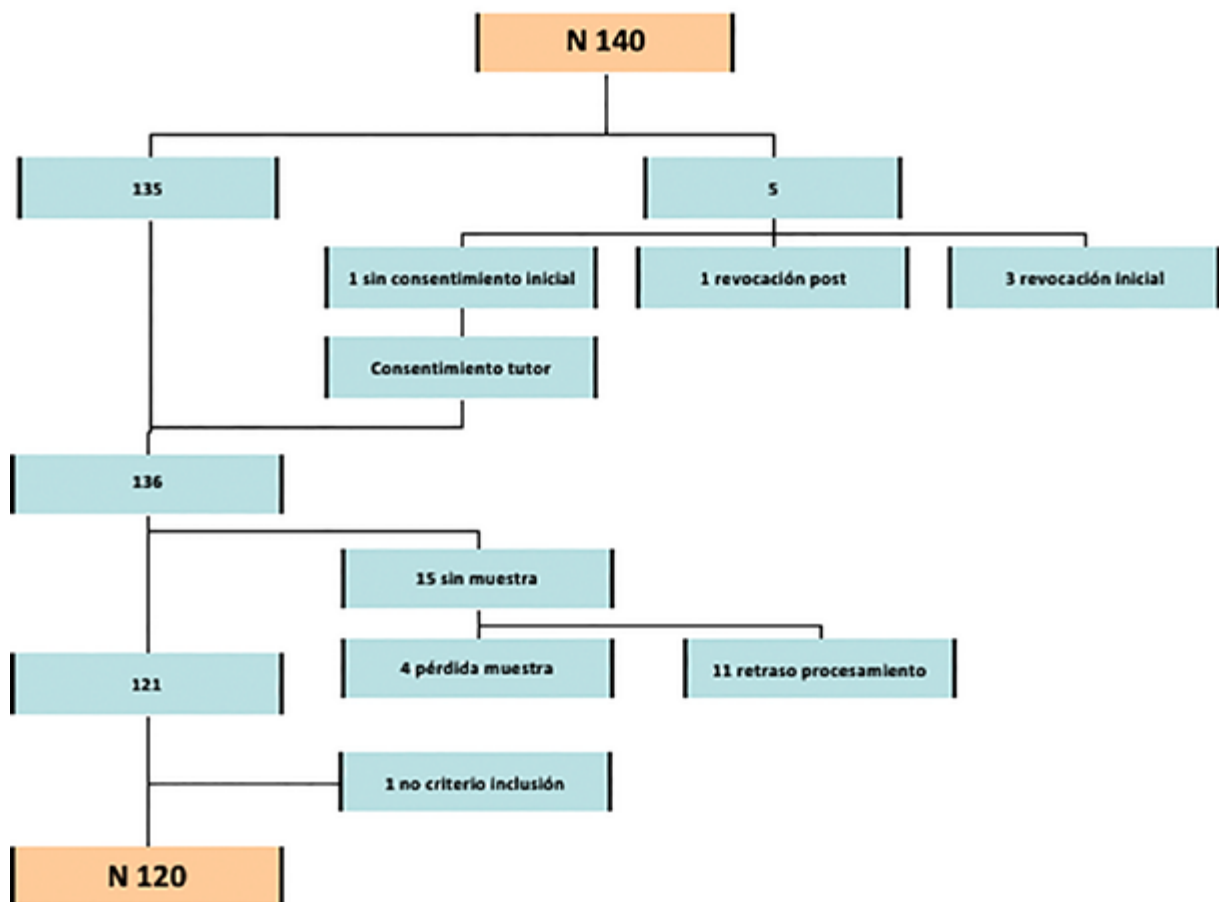 N 140
135
5
1 sin consentimiento inicial
1 revocación post
3 revocación inicial
Consentimiento tutor
136
15 sin muestra
4 pérdida muestra
11 retraso procesamiento
121
1 no criterio inclusión
N 120